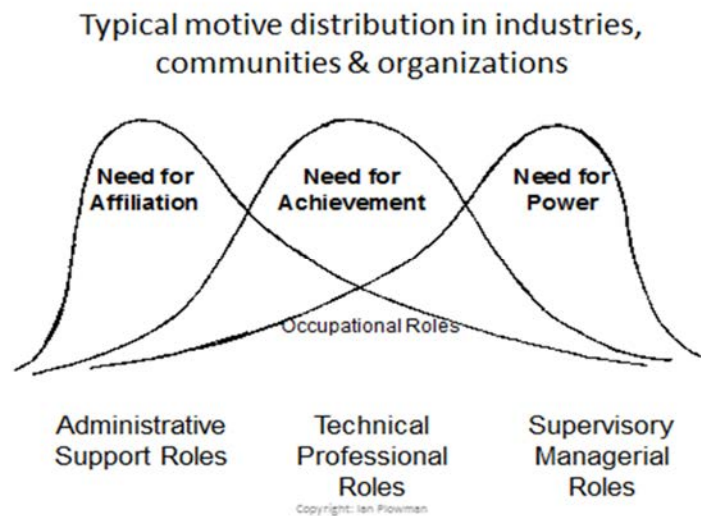 Typical motive distribution in industries,
communities & organizations
Need for
Affiliation
Need for
Achievement
Need for
Power
Occupational Roles
Administrative
Support Roles
Technical
Professional
Roles
Supervisory
Managerial
Roles
Copyright: Ian Plowman